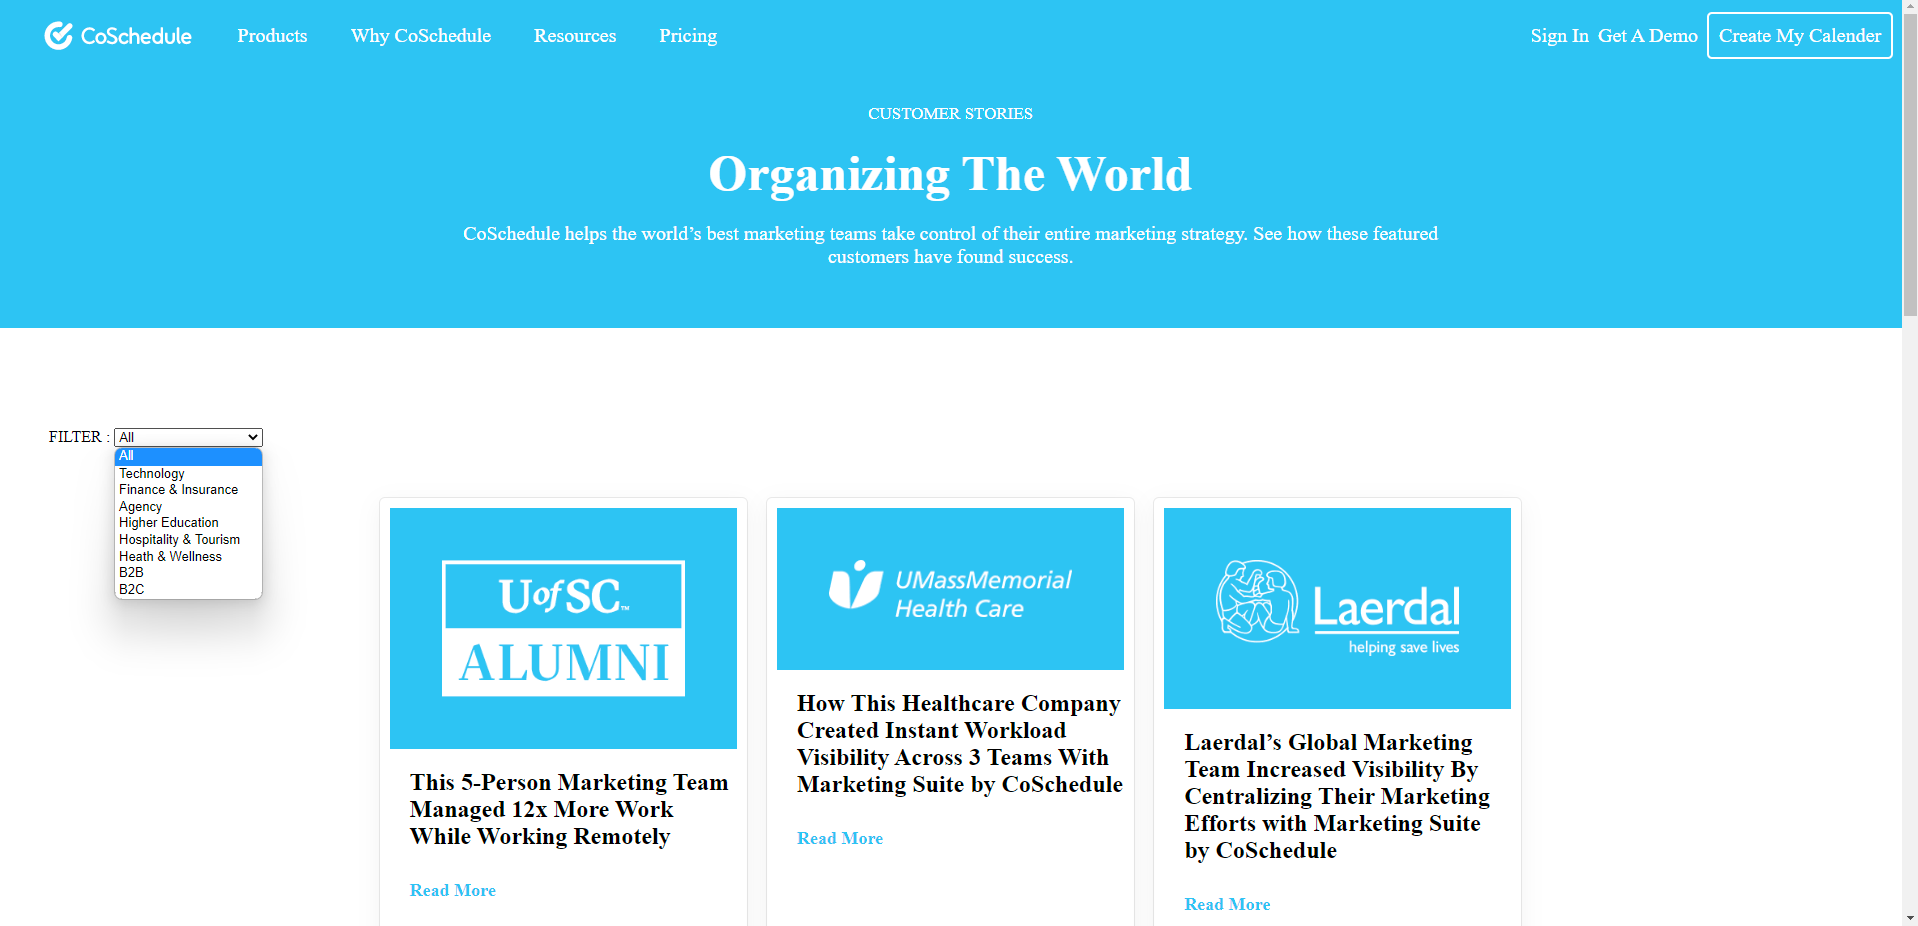 CoSchedule Products Why CoSchedule Resources Pricing Sign In Get A Demo Create My Calender
CUSTOMER STORIES
Organizing The World
CoSchedule helps the world’s best marketing teams take control of their entire marketing strategy. See how these featured
customers have found success.
FILTER : All
All
Technology
Finance & Insurance
Agency
Higher Education
Hospitality & Tourism
Heath & Wellness
B2B
B2C
UofSC™
ALUMNI
This 5-Person Marketing Team
Managed 12x More Work
While Working Remotely
Read More
UMassMemorial
Health Care
How This Healthcare Company
Created Instant Workload
Visibility Across 3 Teams With
Marketing Suite by CoSchedule
Read More
Laerdal
helping save lives
Laerdal’s Global Marketing
Team Increased Visibility By
Centralizing Their Marketing
Efforts with Marketing Suite
by CoSchedule
Read More